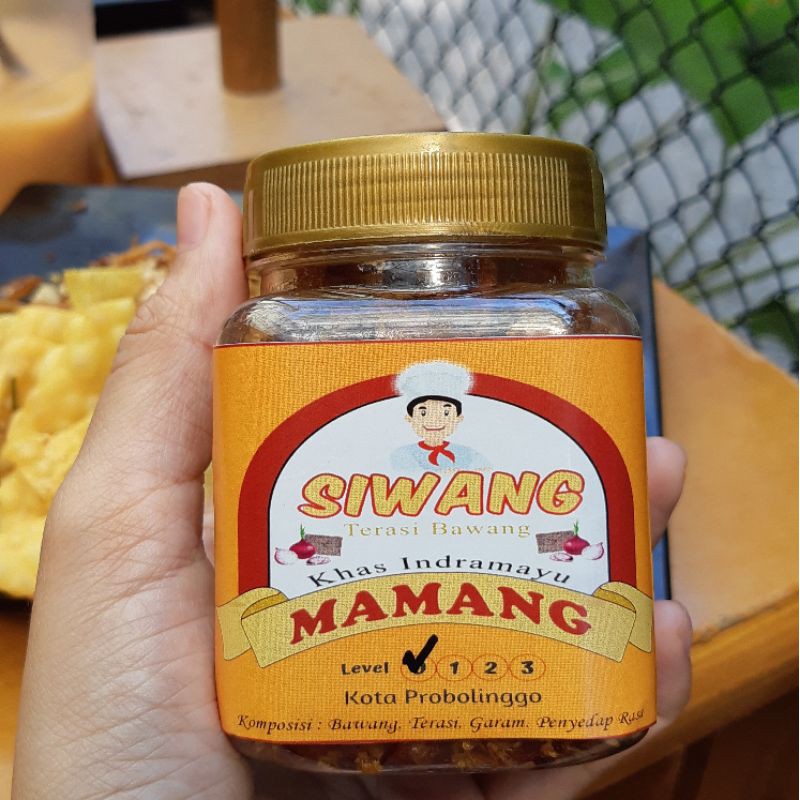 SIWANG
Terasi Bawang
Khas Indramayu
MAMANG
Level 0 1 2 3
Kota Probolinggo
Komposisi : Bawang, Terasi, Garam, Penyedap Rasa